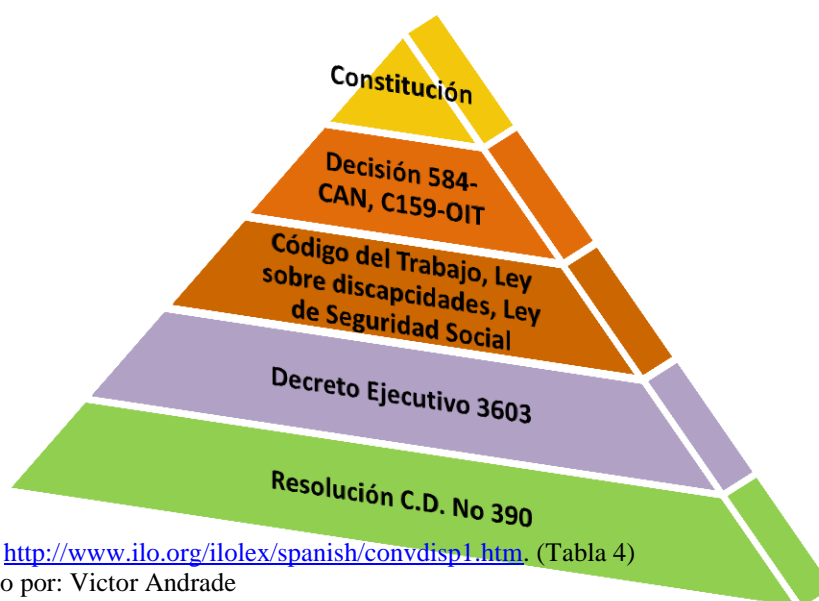 Constitución
Decisión 584-
CAN, C159-OIT
Código del Trabajo, Ley
sobre discapcidades, Ley
de Seguridad Social
Decreto Ejecutivo 3603
Resolución C.D. No 390
http://www.ilo.org/ilolex/spanish/convdisp1.htm. (Tabla 4)
o por: Victor Andrade